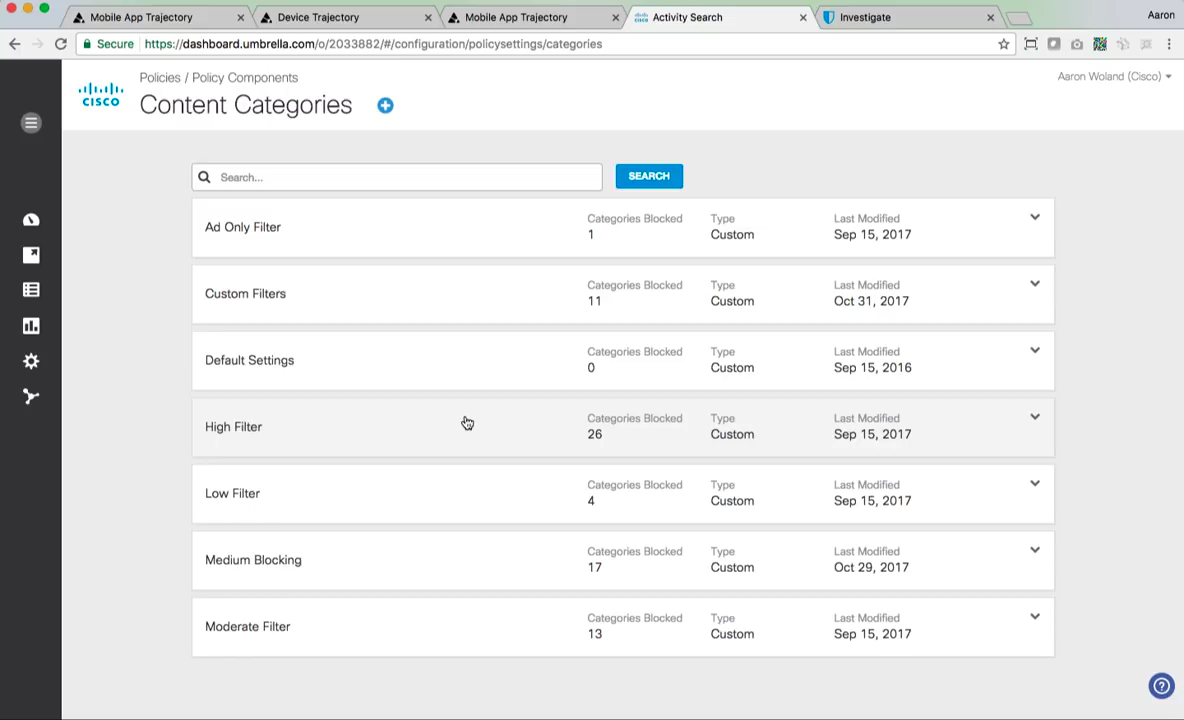 Mobile App Trajectory
Device Trajectory
Mobile App Trajectory
Activity Search
Investigate
Aaron
Secure
https://dashboard.umbrella.com/o/2033882/#/configuration/policysettings/categories
CISCO
Policies / Policy Components
Aaron Woland (Cisco)
Content Categories
Search...
SEARCH
Ad Only Filter
Categories Blocked
1
Type
Custom
Last Modified
Sep 15, 2017
Custom Filters
Categories Blocked
11
Type
Custom
Last Modified
Oct 31, 2017
Default Settings
Categories Blocked
0
Type
Custom
Last Modified
Sep 15, 2016
High Filter
Categories Blocked
26
Type
Custom
Last Modified
Sep 15, 2017
Low Filter
Categories Blocked
4
Type
Custom
Last Modified
Sep 15, 2017
Medium Blocking
Categories Blocked
17
Type
Custom
Last Modified
Oct 29, 2017
Moderate Filter
Categories Blocked
13
Type
Custom
Last Modified
Sep 15, 2017